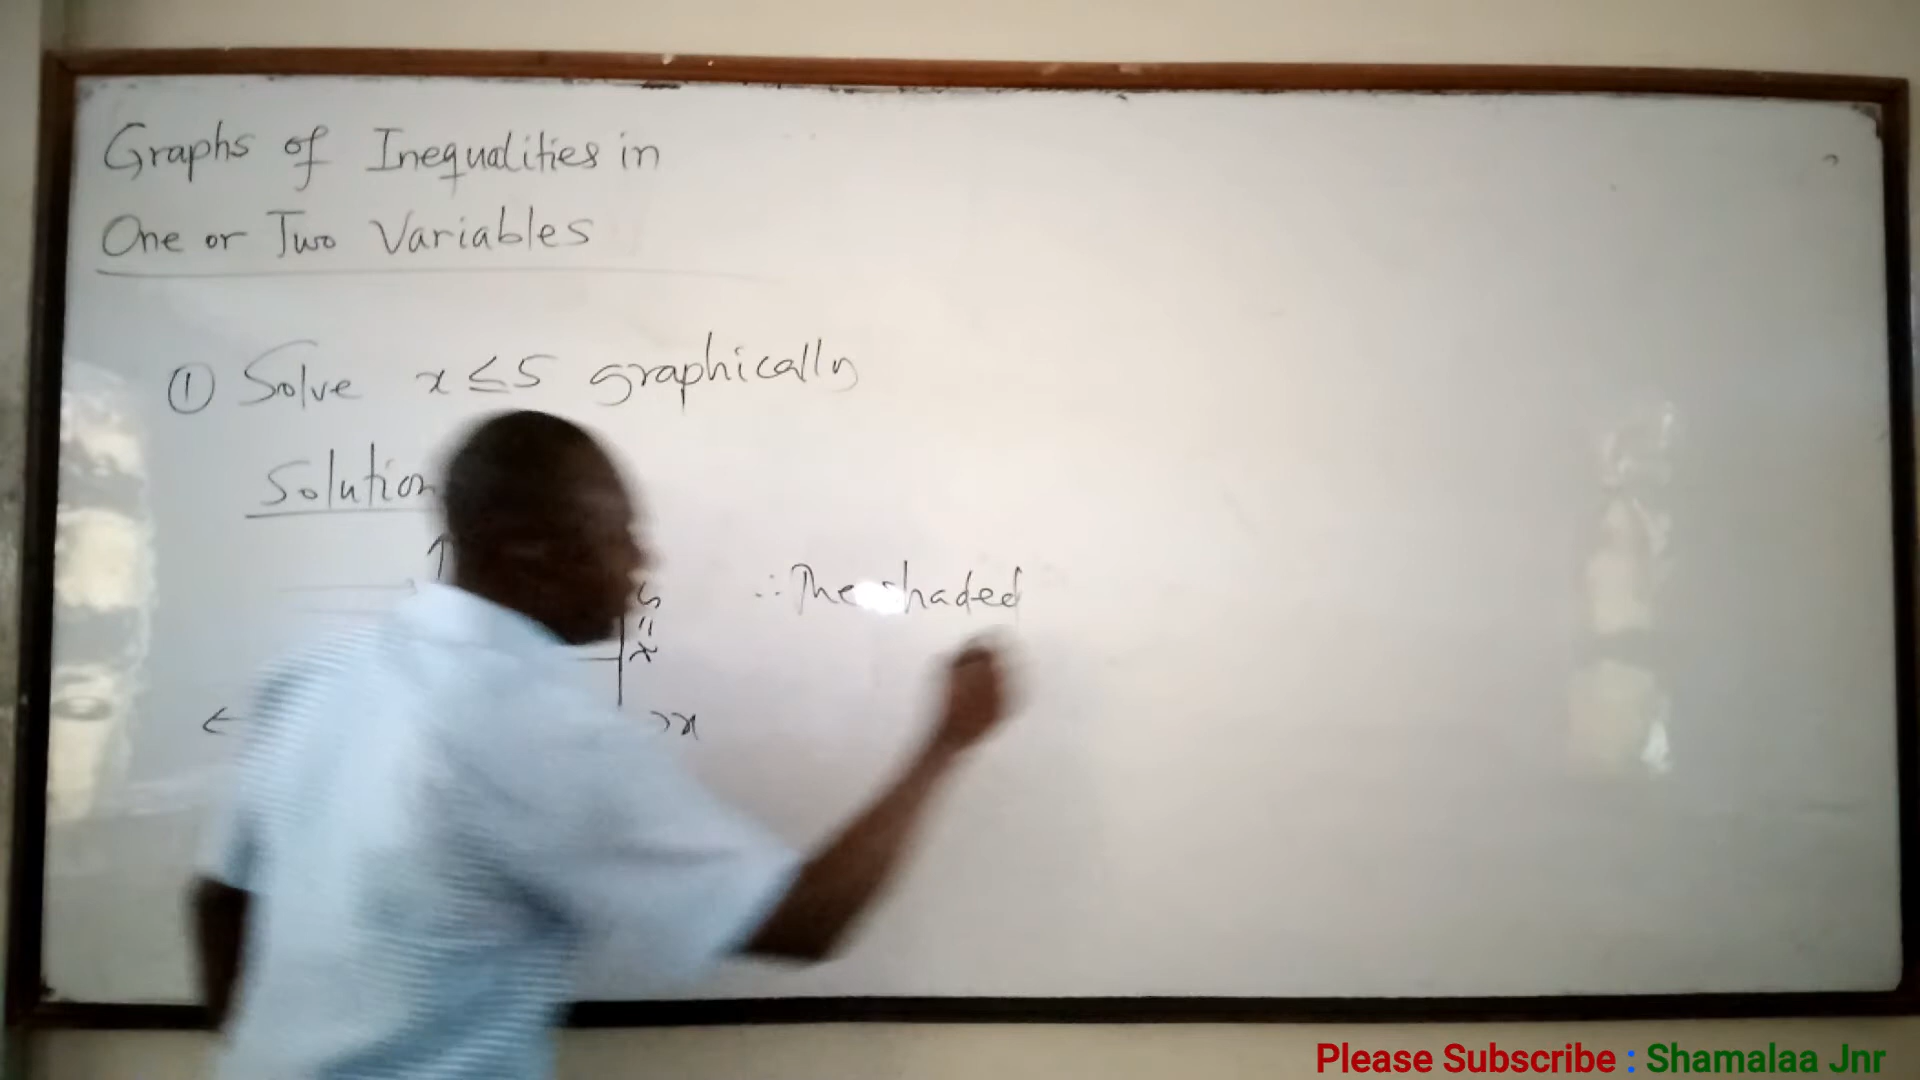 Graphs of Inequalities in
One or Two Variables
① Solve x ≤ 5 graphically
Solution
x = 5
x
∴ The shaded
Please Subscribe : Shamalaa Jnr